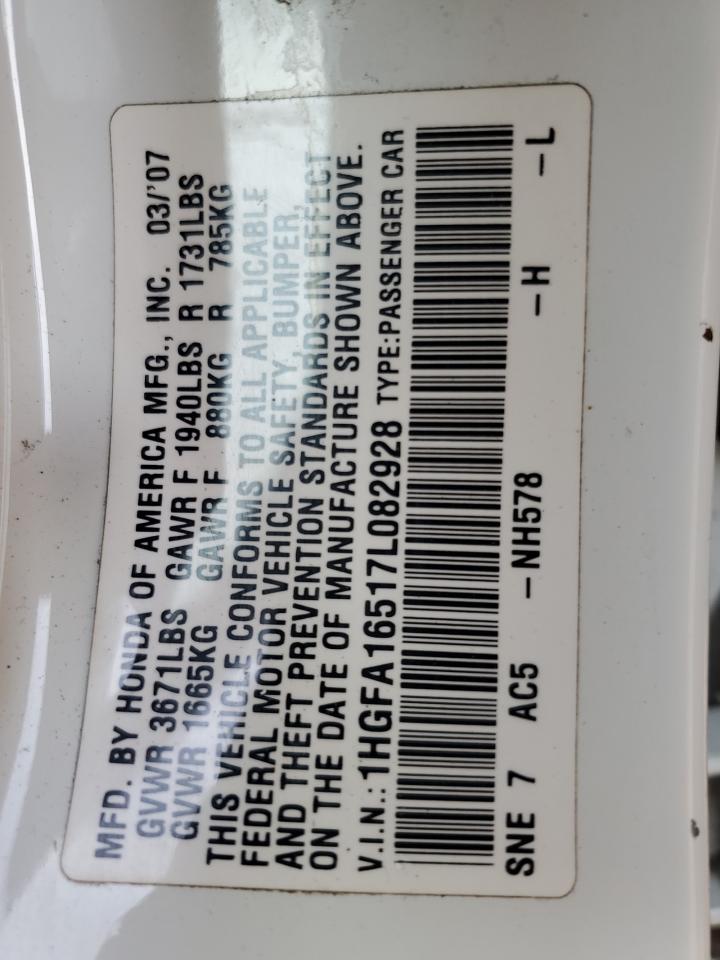 MFD. BY HONDA OF AMERICA MFG., INC. 03/'07
GVWR 3671LBS GAWR F 1940LBS R 1731LBS
GVWR 1665KG GAWR F 880KG R 785KG
THIS VEHICLE CONFORMS TO ALL APPLICABLE
FEDERAL MOTOR VEHICLE SAFETY, BUMPER,
AND THEFT PREVENTION STANDARDS IN EFFECT
ON THE DATE OF MANUFACTURE SHOWN ABOVE.
V.I.N.: 1HGFA16517L082928 TYPE:PASSENGER CAR
SNE 7 AC5 –NH578 –H –L